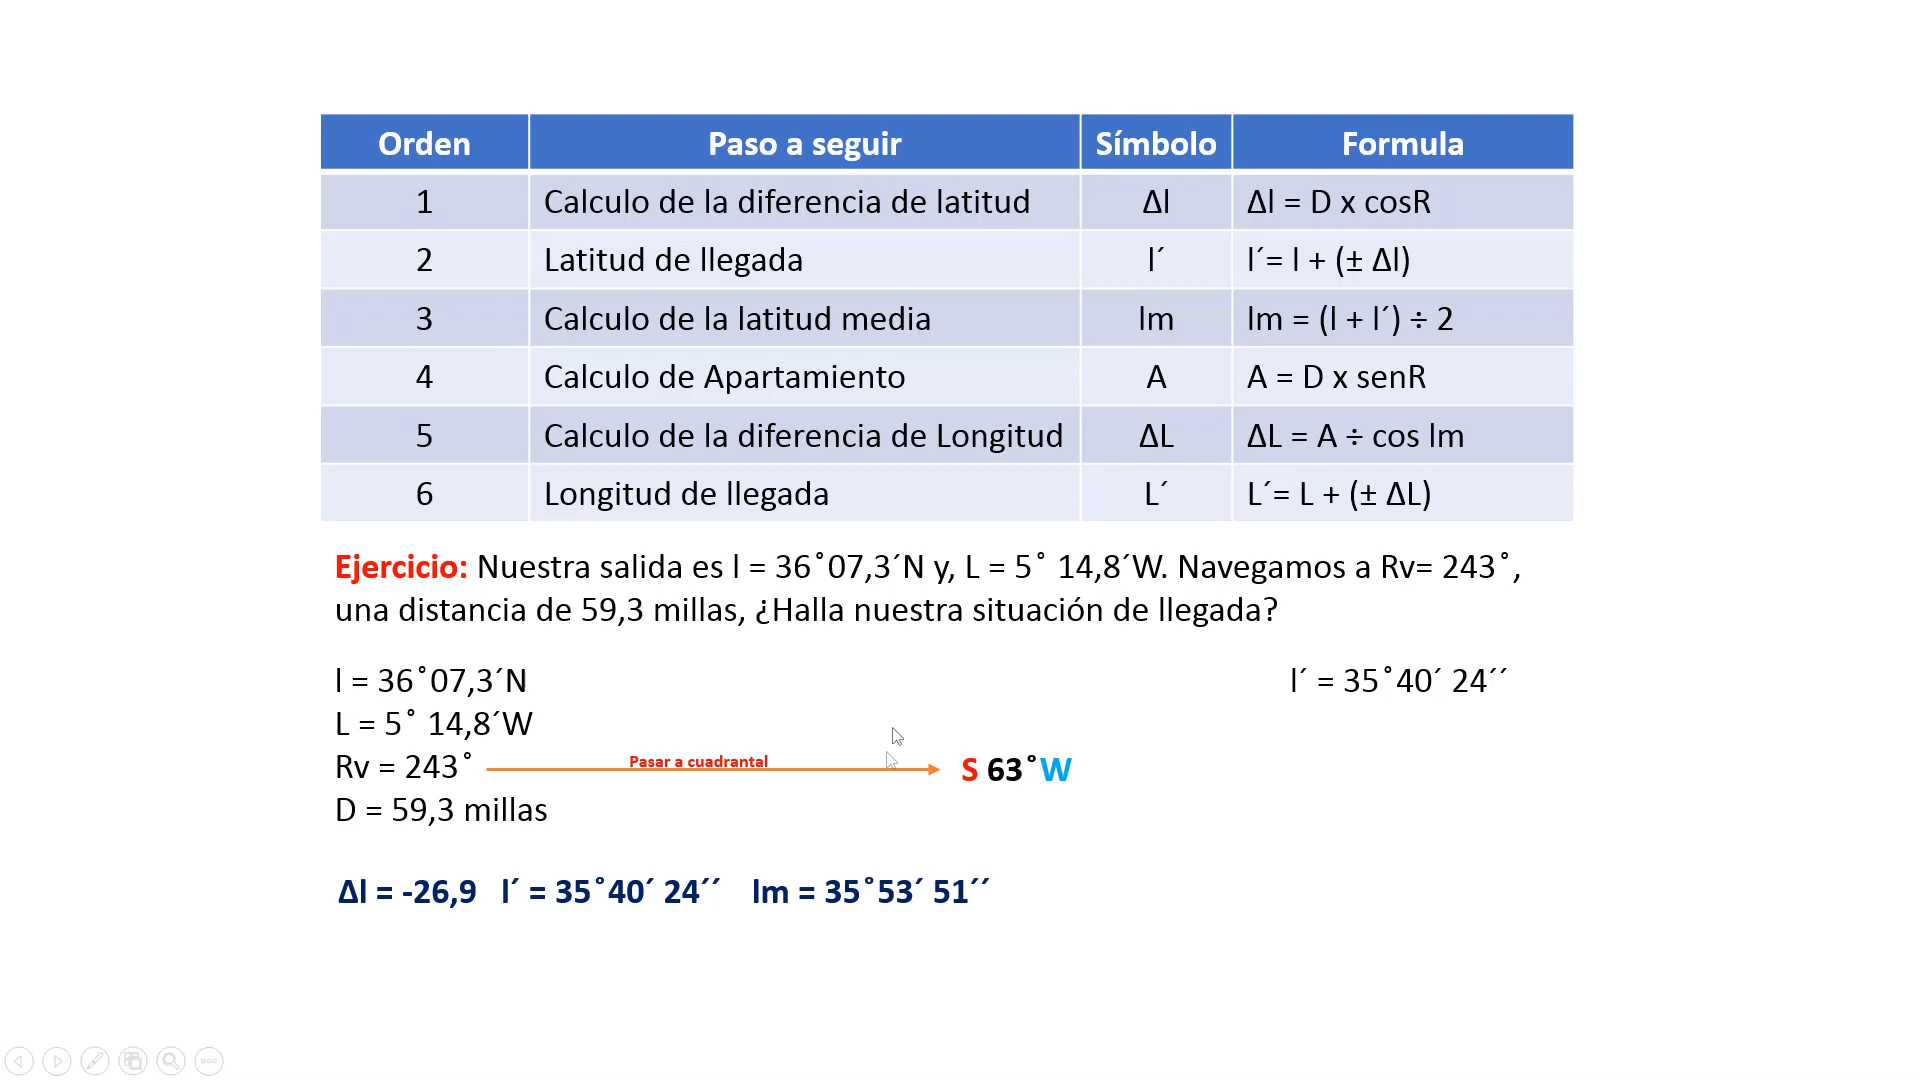 Orden Paso a seguir Símbolo Formula
1 Calculo de la diferencia de latitud Δl Δl = D x cosR
2 Latitud de llegada l´ l´= l + (± Δl)
3 Calculo de la latitud media lm lm = (l + l´) ÷ 2
4 Calculo de Apartamiento A A = D x senR
5 Calculo de la diferencia de Longitud ΔL ΔL = A ÷ cos lm
6 Longitud de llegada L´ L´= L + (± ΔL)
Ejercicio: Nuestra salida es l = 36˚07,3´N y, L = 5˚ 14,8´W. Navegamos a Rv= 243˚,
una distancia de 59,3 millas, ¿Halla nuestra situación de llegada?
l = 36˚07,3´N l´ = 35˚40´ 24´´
L = 5˚ 14,8´W
Rv = 243˚ Pasar a cuadrantal S 63˚W
D = 59,3 millas
Δl = -26,9 l´ = 35˚40´ 24´´ lm = 35˚53´ 51´´